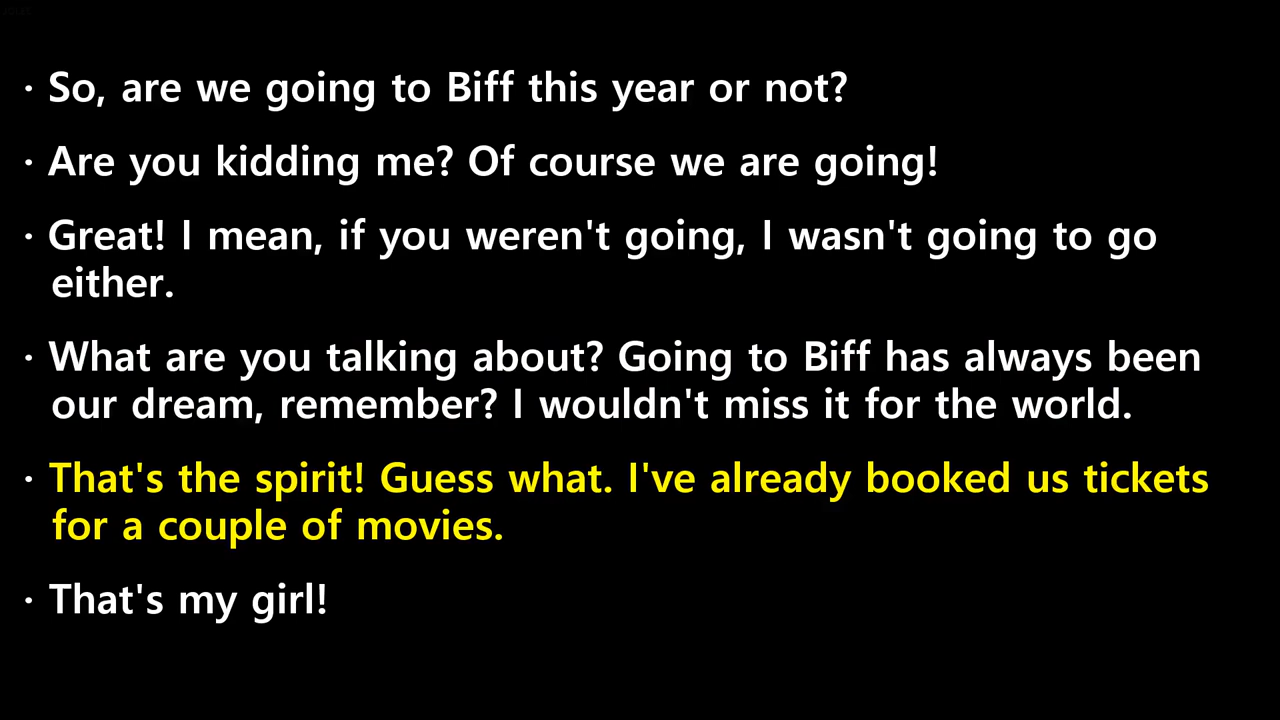 · So, are we going to Biff this year or not?
· Are you kidding me? Of course we are going!
· Great! I mean, if you weren't going, I wasn't going to go
either.
· What are you talking about? Going to Biff has always been
our dream, remember? I wouldn't miss it for the world.
· That's the spirit! Guess what. I've already booked us tickets
for a couple of movies.
· That's my girl!